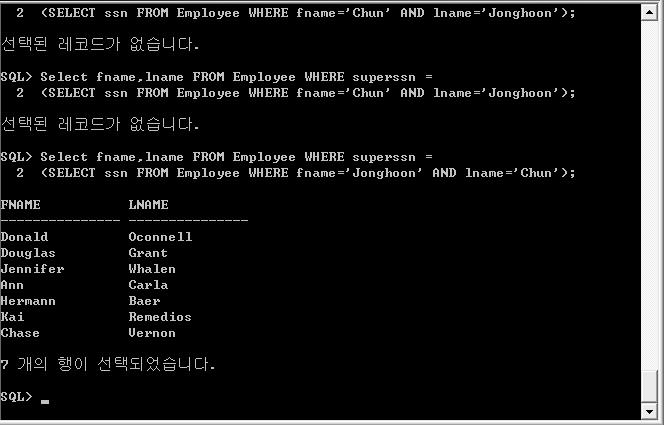 2  (SELECT ssn FROM Employee WHERE fname='Chun' AND lname='Jonghoon');
선택된 레코드가 없습니다.
SQL> Select fname,lname FROM Employee WHERE superssn =
2  (SELECT ssn FROM Employee WHERE fname='Chun' AND lname='Jonghoon');
선택된 레코드가 없습니다.
SQL> Select fname,lname FROM Employee WHERE superssn =
2  (SELECT ssn FROM Employee WHERE fname='Jonghoon' AND lname='Chun');
FNAME           LNAME
--------------- ---------------
Donald          Oconnell
Douglas         Grant
Jennifer        Whalen
Ann             Carla
Hermann         Baer
Kai             Remedios
Chase           Vernon
7 개의 행이 선택되었습니다.
SQL> _